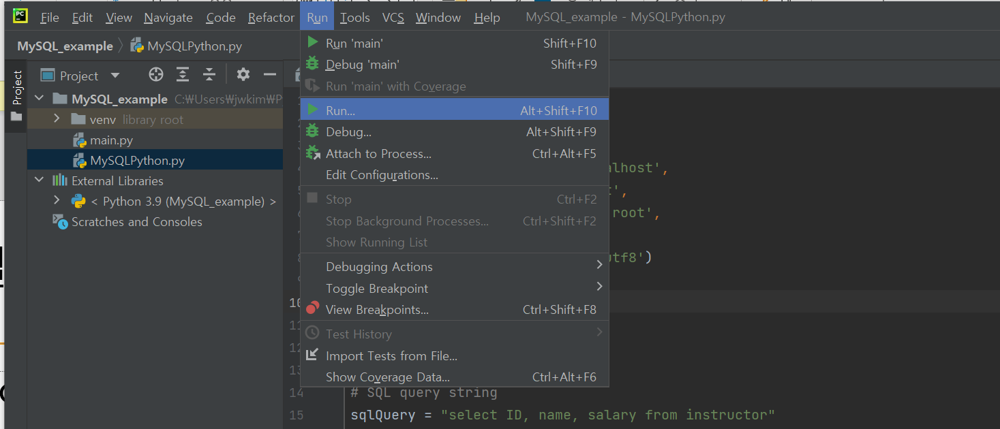 PC File Edit View Navigate Code Refactor Run Tools VCS Window Help MySQL_example - MySQLPython.py
MySQL_example MySQLPython.py
Project
Project
MySQL_example C:₩Users₩jwkim₩P
venv library root
main.py
MySQLPython.py
External Libraries
< Python 3.9 (MySQL_example) >
Scratches and Consoles
Run 'main' Shift+F10
Debug 'main' Shift+F9
Run 'main' with Coverage
Run... Alt+Shift+F10
Debug... Alt+Shift+F9
Attach to Process... Ctrl+Alt+F5
Edit Configurations...
Stop Ctrl+F2
Stop Background Processes... Ctrl+Shift+F2
Show Running List
Debugging Actions
Toggle Breakpoint
View Breakpoints... Ctrl+Shift+F8
Test History
Import Tests from File...
Show Coverage Data... Ctrl+Alt+F6
lhost',
',
root',
tf8')
10
11
12
13
14 # SQL query string
15 sqlQuery = "select ID, name, salary from instructor"